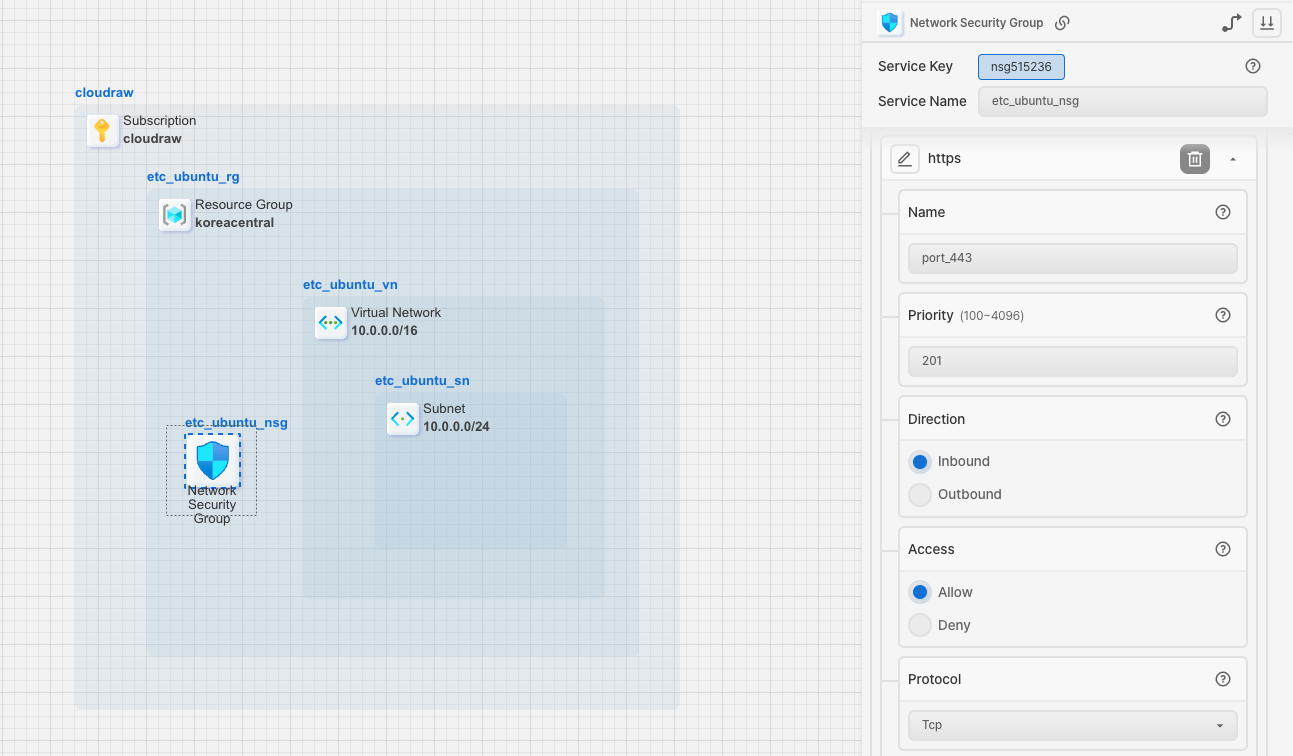 cloudraw
Subscription
cloudraw
etc_ubuntu_rg
Resource Group
koreacentral
etc_ubuntu_vn
Virtual Network
10.0.0.0/16
etc_ubuntu_sn
Subnet
10.0.0.0/24
etc_ubuntu_nsg
Network
Security
Group
Network Security Group
Service Key
nsg515236
Service Name
etc_ubuntu_nsg
https
Name
port_443
Priority (100~4096)
201
Direction
Inbound
Outbound
Access
Allow
Deny
Protocol
Tcp